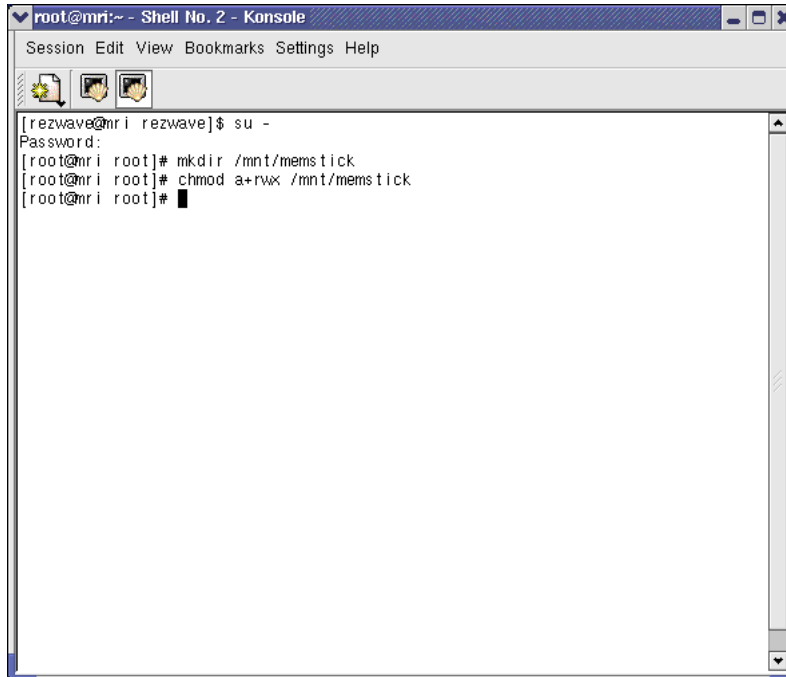 root@mri:~ - Shell No. 2 - Konsole
Session Edit View Bookmarks Settings Help
[rezwave@mri rezwave]$ su -
Password:
[root@mri root]# mkdir /mnt/memstick
[root@mri root]# chmod a+rwx /mnt/memstick
[root@mri root]#